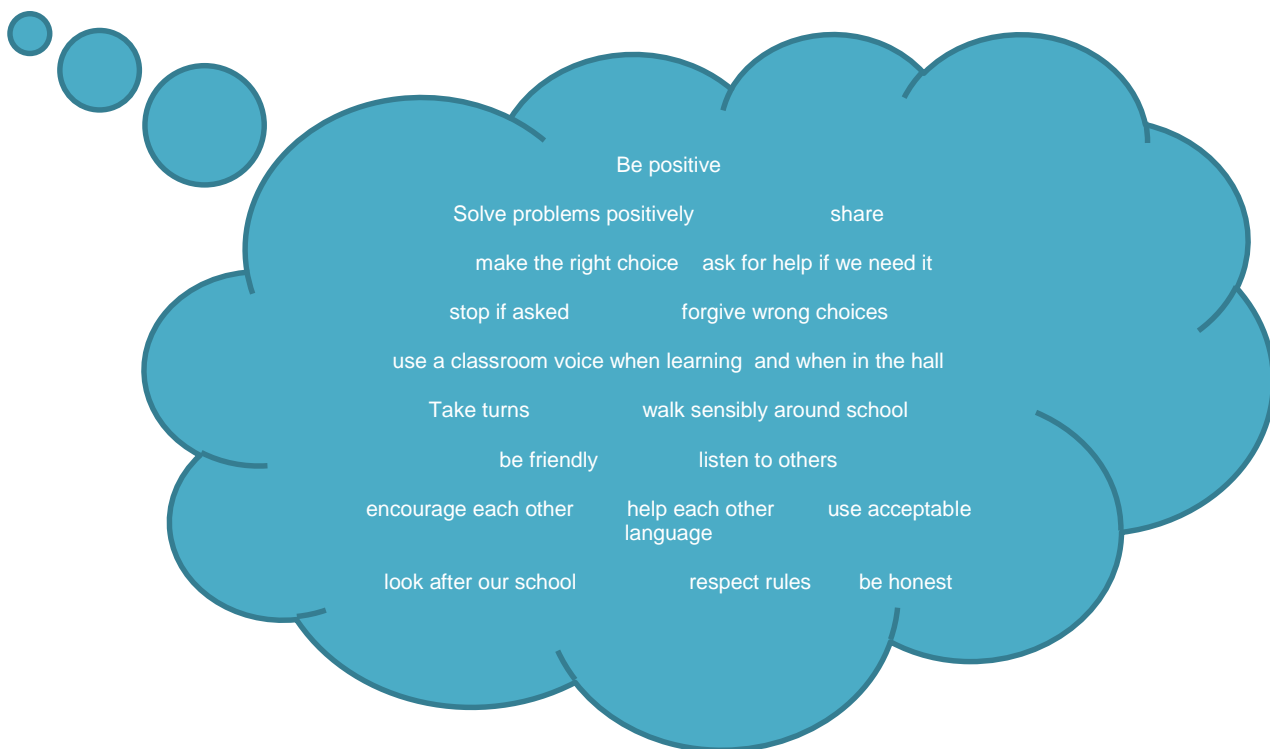 Be positive
Solve problems positively share
make the right choice ask for help if we need it
stop if asked forgive wrong choices
use a classroom voice when learning and when in the hall
Take turns walk sensibly around school
be friendly listen to others
encourage each other help each other use acceptable
language
look after our school respect rules be honest